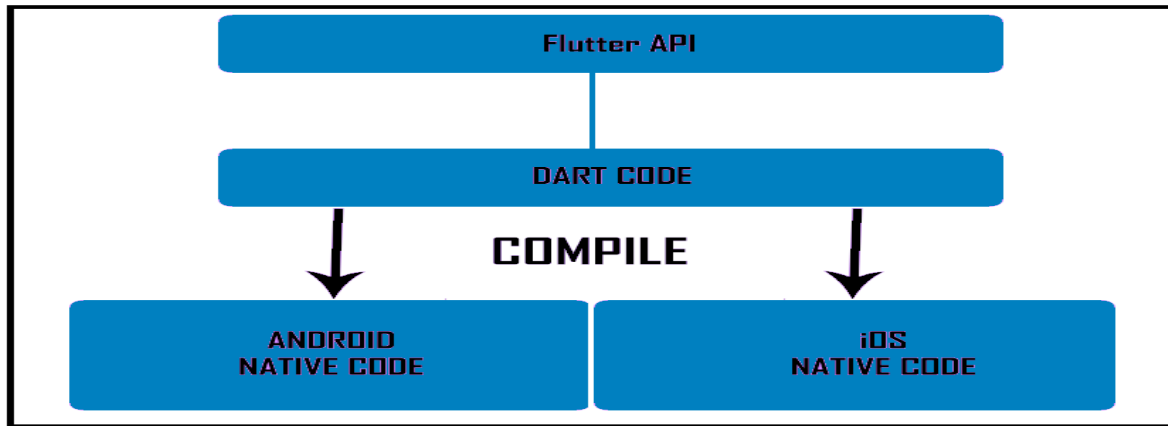 Flutter API
DART CODE
COMPILE
ANDROID
NATIVE CODE
iOS
NATIVE CODE